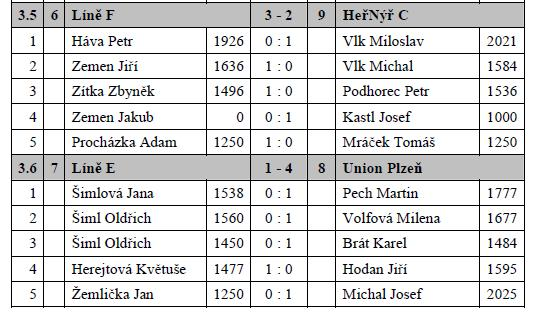 3.5 6 Líně F 3 - 2 9 HeřNýř C
1 Háva Petr 1926 0 : 1 Vlk Miloslav 2021
2 Zemen Jiří 1636 1 : 0 Vlk Michal 1584
3 Zítka Zbyněk 1496 1 : 0 Podhorec Petr 1536
4 Zemen Jakub 0 0 : 1 Kastl Josef 1000
5 Procházka Adam 1250 1 : 0 Mráček Tomáš 1250
3.6 7 Líně E 1 - 4 8 Union Plzeň
1 Šimlová Jana 1538 0 : 1 Pech Martin 1777
2 Šiml Oldřich 1560 0 : 1 Volfová Milena 1677
3 Šiml Oldřich 1450 0 : 1 Brát Karel 1484
4 Herejtová Květuše 1477 1 : 0 Hodan Jiří 1595
5 Žemlička Jan 1250 0 : 1 Michal Josef 2025